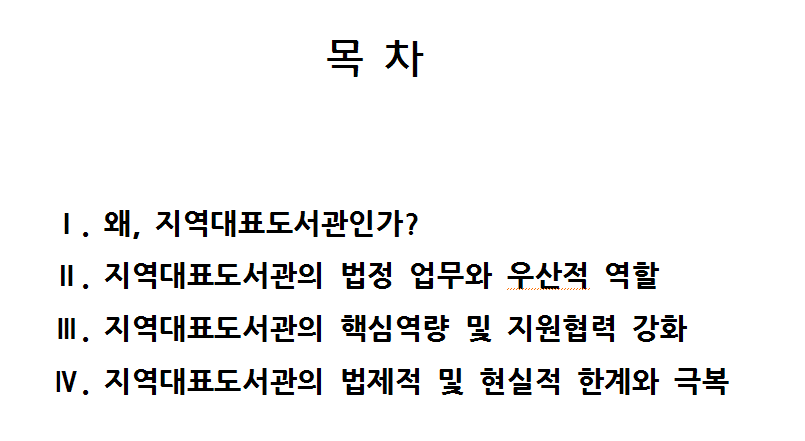 목 차
Ⅰ. 왜, 지역대표도서관인가?
Ⅱ. 지역대표도서관의 법정 업무와 우산적 역할
Ⅲ. 지역대표도서관의 핵심역량 및 지원협력 강화
Ⅳ. 지역대표도서관의 법제적 및 현실적 한계와 극복